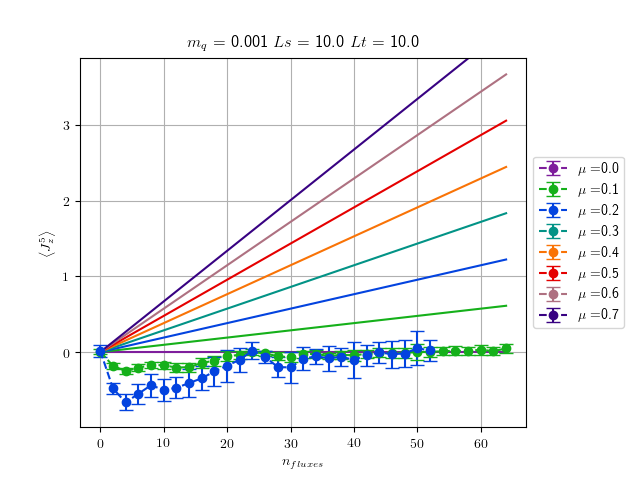 m_q = 0.001 Ls = 10.0 Lt = 10.0
3
2
1
0
⟨J_z^5⟩
0 10 20 30 40 50 60
n_fluxes
μ =0.0
μ =0.1
μ =0.2
μ =0.3
μ =0.4
μ =0.5
μ =0.6
μ =0.7